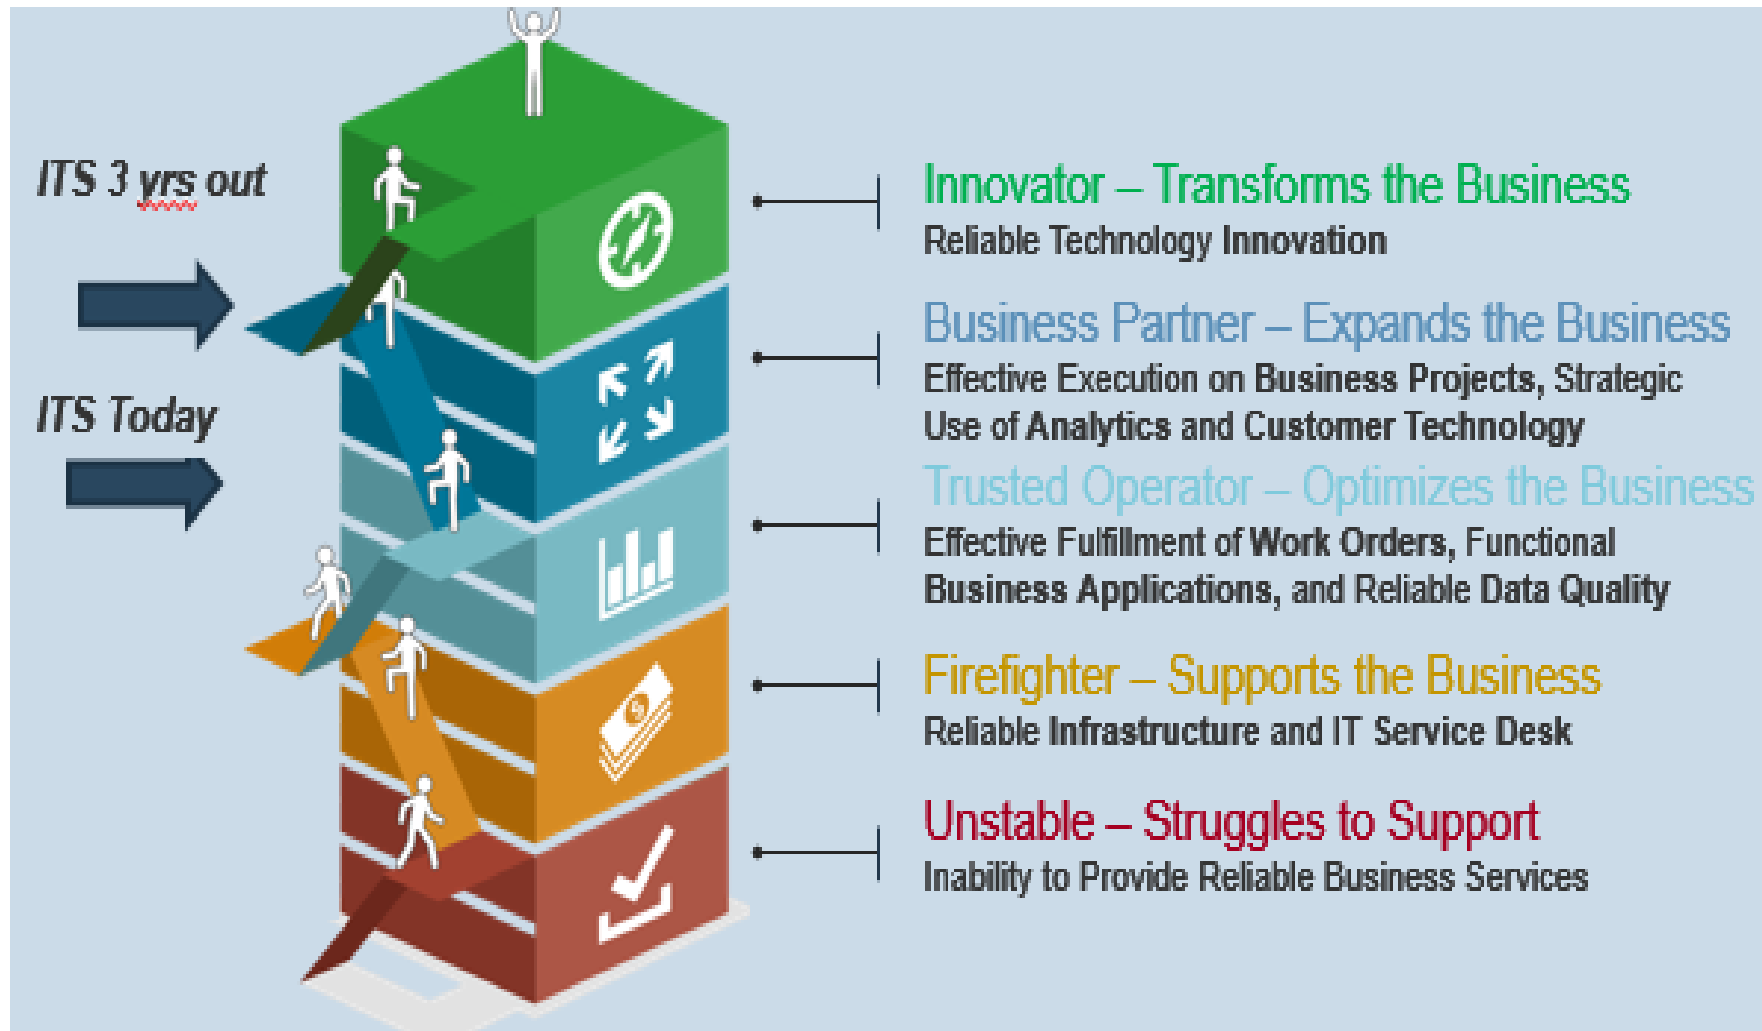 ITS 3 yrs out
ITS Today
Innovator – Transforms the Business
Reliable Technology Innovation
Business Partner – Expands the Business
Effective Execution on Business Projects, Strategic
Use of Analytics and Customer Technology
Trusted Operator – Optimizes the Business
Effective Fulfillment of Work Orders, Functional
Business Applications, and Reliable Data Quality
Firefighter – Supports the Business
Reliable Infrastructure and IT Service Desk
Unstable – Struggles to Support
Inability to Provide Reliable Business Services